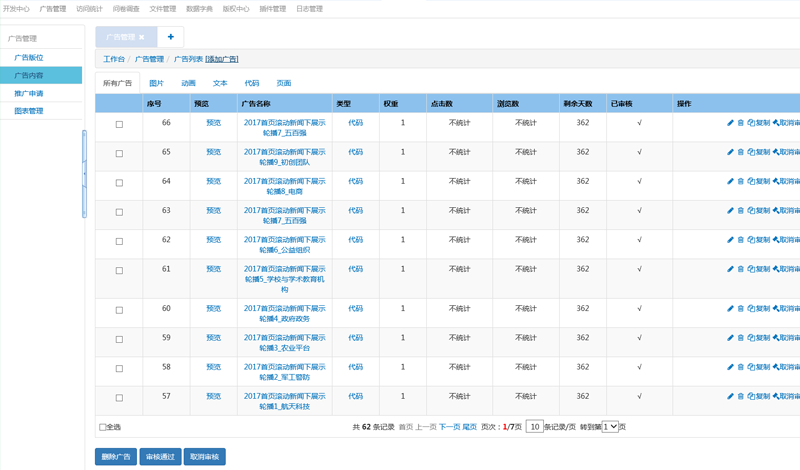 开发中心 广告管理 访问统计 问卷调查 文件管理 数据字典 版权中心 插件管理 日志管理
广告管理
广告版位
广告内容
推广申请
图表管理
广告管理 × +
工作台 / 广告管理 / 广告列表 [添加广告]
所有广告 图片 动画 文本 代码 页面
序号 预览 广告名称 类型 权重 点击数 浏览数 剩余天数 已审核 操作
66 预览 2017首页滚动新闻下展示 代码 1 不统计 不统计 362 √ 复制 取消审
轮播7_五百强
65 预览 2017首页滚动新闻下展示 代码 1 不统计 不统计 362 √ 复制 取消审
轮播9_初创团队
64 预览 2017首页滚动新闻下展示 代码 1 不统计 不统计 362 √ 复制 取消审
轮播8_电商
63 预览 2017首页滚动新闻下展示 代码 1 不统计 不统计 362 √ 复制 取消审
轮播7_五百强
62 预览 2017首页滚动新闻下展示 代码 1 不统计 不统计 362 √ 复制 取消审
轮播6_公益组织
61 预览 2017首页滚动新闻下展示 代码 1 不统计 不统计 362 √ 复制 取消审
轮播5_学校与学术教育机
构
60 预览 2017首页滚动新闻下展示 代码 1 不统计 不统计 362 √ 复制 取消审
轮播4_政府政务
59 预览 2017首页滚动新闻下展示 代码 1 不统计 不统计 362 √ 复制 取消审
轮播3_农业平台
58 预览 2017首页滚动新闻下展示 代码 1 不统计 不统计 362 √ 复制 取消审
轮播2_军工警防
57 预览 2017首页滚动新闻下展示 代码 1 不统计 不统计 362 √ 复制 取消审
轮播1_航天科技
全选 共 62 条记录 首页 上一页 下一页 尾页 页次：1/7页 10 条记录/页 转到第 1 页
删除广告 审核通过 取消审核